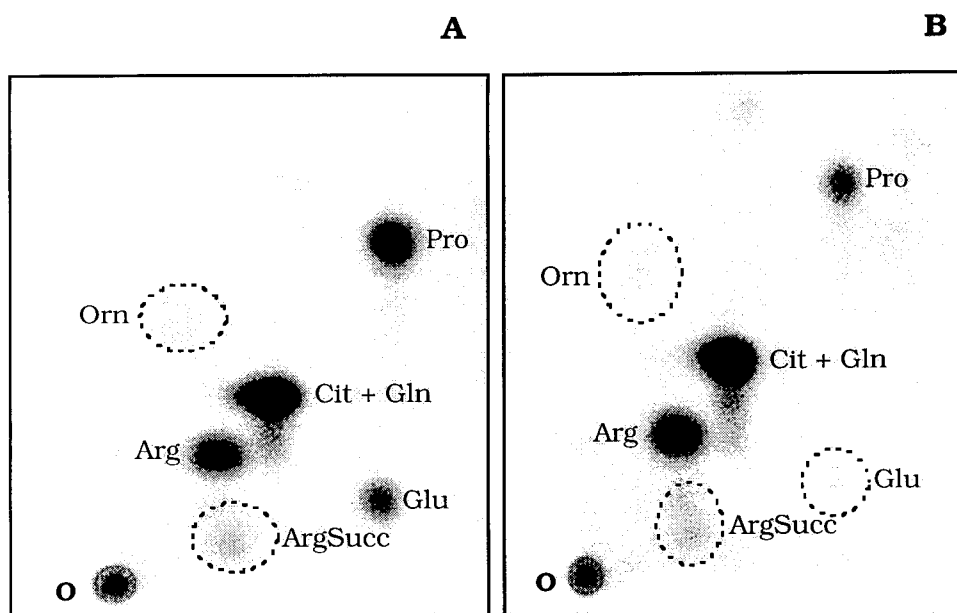 A
Pro
Orn
Cit + Gln
Arg
Glu
ArgSucc
O
B
Pro
Orn
Cit + Gln
Arg
Glu
ArgSucc
O